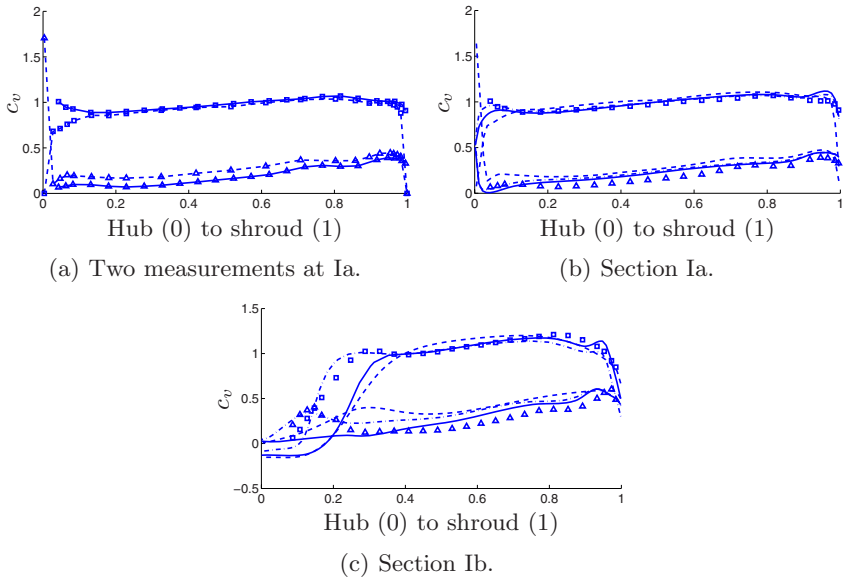 2
1.5
1
0.5
0
c_v
0 0.2 0.4 0.6 0.8 1
Hub (0) to shroud (1)
(a) Two measurements at Ia.
2
1.5
1
0.5
0
c_v
0 0.2 0.4 0.6 0.8 1
Hub (0) to shroud (1)
(b) Section Ia.
1.5
1
0.5
0
−0.5
c_v
0 0.2 0.4 0.6 0.8 1
Hub (0) to shroud (1)
(c) Section Ib.